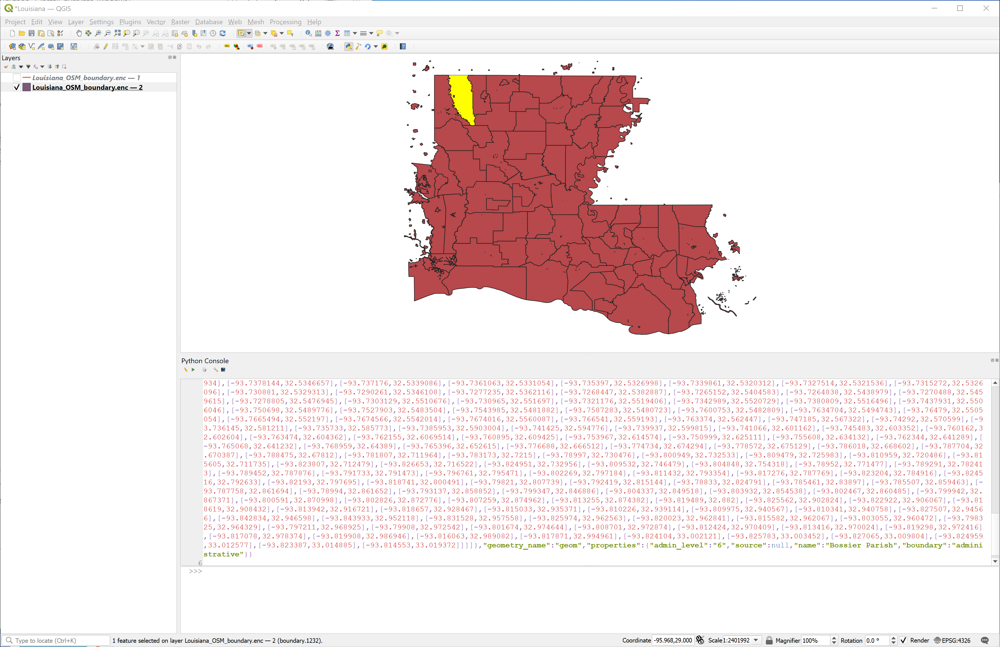 *Louisiana — QGIS
Project Edit View Layer Settings Plugins Vector Raster Database Web Mesh Processing Help
Layers
Louisiana_OSM_boundary.enc — 1
Louisiana_OSM_boundary.enc — 2
Python Console
934],[-93.7378144,32.5346657],[-93.737176,32.5339086],[-93.7361063,32.5331054],[-93.735397,32.5326998],[-93.7339861,32.5320312],[-93.7327514,32.5321536],[-93.7315272,32.5326
096],[-93.730881,32.5329313],[-93.7290261,32.5346108],[-93.7277235,32.5362116],[-93.7268447,32.5382887],[-93.7265152,32.5404583],[-93.7264838,32.5438979],[-93.7270488,32.545
9615],[-93.7278805,32.5476945],[-93.7303129,32.5510676],[-93.730965,32.551697],[-93.7321176,32.5519406],[-93.7342989,32.5520729],[-93.7380809,32.5516496],[-93.7437931,32.550
6046],[-93.750698,32.5489776],[-93.7527903,32.5483504],[-93.7543985,32.5481882],[-93.7587283,32.5480723],[-93.7600753,32.5482809],[-93.7634704,32.5494743],[-93.76479,32.5505
054],[-93.7665494,32.552197],[-93.7674566,32.5542014],[-93.7674016,32.5560087],[-93.766541,32.559193],[-93.763374,32.562447],[-93.747185,32.567322],[-93.74292,32.570599],[-9
3.736145,32.581211],[-93.735733,32.585773],[-93.7385953,32.5903004],[-93.741425,32.594776],[-93.739937,32.599815],[-93.741066,32.601162],[-93.745483,32.603352],[-93.760162,3
2.602604],[-93.763474,32.604362],[-93.762155,32.6069514],[-93.760895,32.609425],[-93.753967,32.614574],[-93.750999,32.625111],[-93.755608,32.634132],[-93.762344,32.641289],[
-93.765068,32.641232],[-93.768959,32.64389],[-93.765396,32.652615],[-93.776688,32.666512],[-93.774734,32.674294],[-93.778572,32.675129],[-93.786018,32.668602],[-93.787704,32
.670387],[-93.788475,32.67812],[-93.781807,32.711964],[-93.783173,32.7215],[-93.78997,32.730476],[-93.800949,32.732533],[-93.809479,32.725983],[-93.810959,32.720486],[-93.81
5605,32.711735],[-93.823807,32.712479],[-93.826653,32.716522],[-93.824951,32.732956],[-93.809532,32.746479],[-93.804848,32.754318],[-93.78952,32.771477],[-93.789291,32.78241
3],[-93.789452,32.787876],[-93.791733,32.791473],[-93.796761,32.795471],[-93.802269,32.797184],[-93.811432,32.793354],[-93.817276,32.787769],[-93.823204,32.784916],[-93.8245
16,32.792633],[-93.82193,32.797695],[-93.818741,32.800491],[-93.79821,32.807739],[-93.792419,32.815144],[-93.78833,32.824791],[-93.785461,32.83897],[-93.785507,32.859463],[-
93.787758,32.861694],[-93.78994,32.861652],[-93.793137,32.858852],[-93.799347,32.846886],[-93.804337,32.849518],[-93.803932,32.854538],[-93.802467,32.860485],[-93.799942,32.
867371],[-93.800591,32.870998],[-93.802826,32.872776],[-93.807259,32.874962],[-93.813255,32.874382],[-93.819489,32.882],[-93.825562,32.902824],[-93.822922,32.906067],[-93.81
8619,32.908432],[-93.813942,32.916721],[-93.818657,32.928467],[-93.815033,32.935371],[-93.810226,32.939114],[-93.809975,32.940567],[-93.810341,32.940758],[-93.827507,32.9456
6],[-93.842834,32.946598],[-93.843933,32.952118],[-93.831528,32.957558],[-93.825974,32.962563],[-93.820023,32.962841],[-93.815582,32.962067],[-93.803055,32.960472],[-93.7983
25,32.964329],[-93.797211,32.968925],[-93.79908,32.972542],[-93.801674,32.974644],[-93.808701,32.972874],[-93.812424,32.970409],[-93.813416,32.970024],[-93.819298,32.972416]
,[-93.817078,32.978374],[-93.819908,32.986946],[-93.816063,32.989082],[-93.817871,32.994961],[-93.824104,33.002121],[-93.825783,33.003452],[-93.827065,33.009804],[-93.824959
,33.012577],[-93.823387,33.014885],[-93.814553,33.019372]]]]},"geometry_name":"geom","properties":{"admin_level":"6","source":null,"name":"Bossier Parish","boundary":"admini
strative"}}
6
>>>
Type to locate (Ctrl+K) 1 feature selected on layer Louisiana_OSM_boundary.enc — 2 (boundary.1232). Coordinate -95.968,29.000 Scale 1:2401992 Magnifier 100% Rotation 0.0 ° Render EPSG:4326